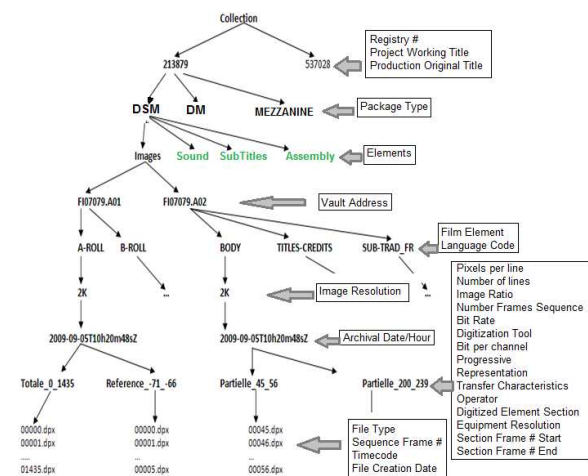 Collection
Registry #
Project Working Title
Production Original Title
213879
537028
DSM
DM
MEZZANINE
Package Type
Images
Sound
SubTitles
Assembly
Elements
FI07079.A01
FI07079.A02
Vault Address
Film Element
Language Code
A-ROLL
B-ROLL
BODY
TITLES-CREDITS
SUB-TRAD_FR
2K
...
2K
Image Resolution
...
2009-09-05T10h20m48sZ
2009-09-05T10h20m48sZ
Archival Date/Hour
Totale_0_1435
Reference_-71_-66
Partielle_45_56
Partielle_200_239
Pixels per line
Number of lines
Image Ratio
Number Frames Sequence
Bit Rate
Digitization Tool
Bit per channel
Progressive
Representation
Transfer Characteristics
Operator
Digitized Element Section
Equipment Resolution
Section Frame # Start
Section Frame # End
00000.dpx
00001.dpx
.....
01435.dpx
00000.dpx
00001.dpx
...
00005.dpx
00045.dpx
00046.dpx
...
00056.dpx
File Type
Sequence Frame #
Timecode
File Creation Date